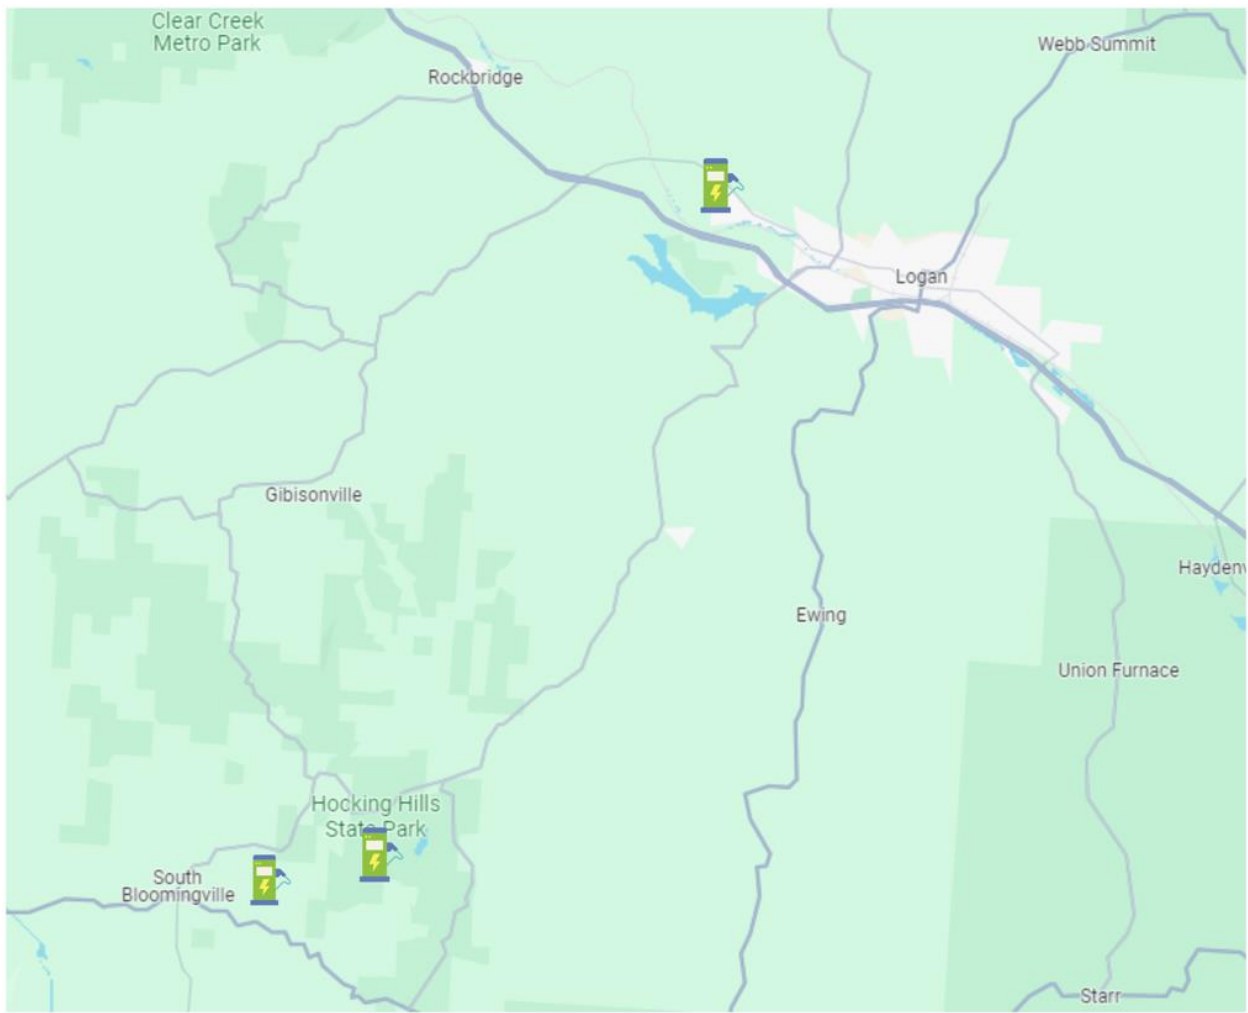 Clear Creek
Metro Park
Webb Summit
Rockbridge
Logan
Gibisonville
Haydenv
Ewing
Union Furnace
Hocking Hills
State Park
South
Bloomingville
Starr